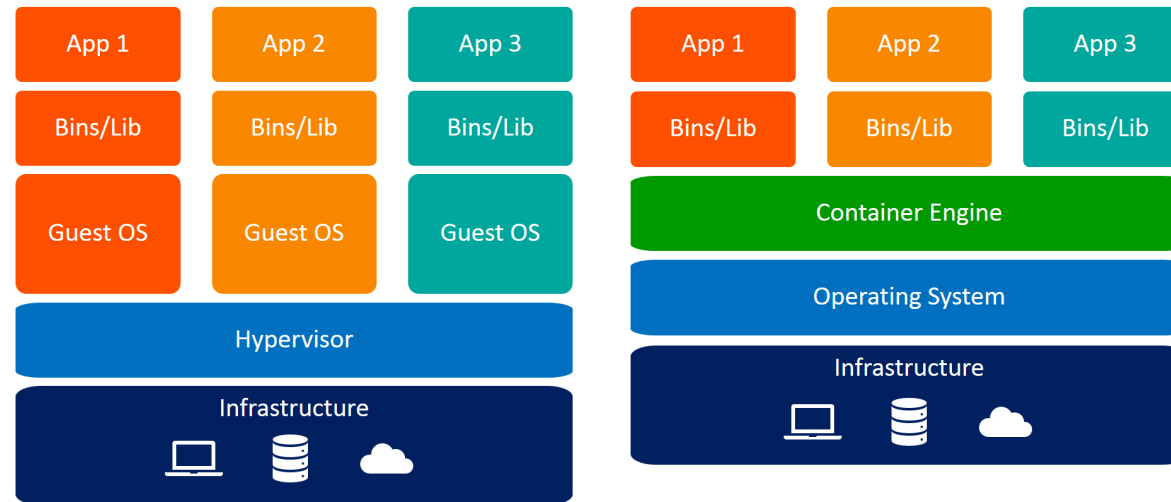 App 1
App 2
App 3
Bins/Lib
Bins/Lib
Bins/Lib
Guest OS
Guest OS
Guest OS
Hypervisor
Infrastructure
App 1
App 2
App 3
Bins/Lib
Bins/Lib
Bins/Lib
Container Engine
Operating System
Infrastructure